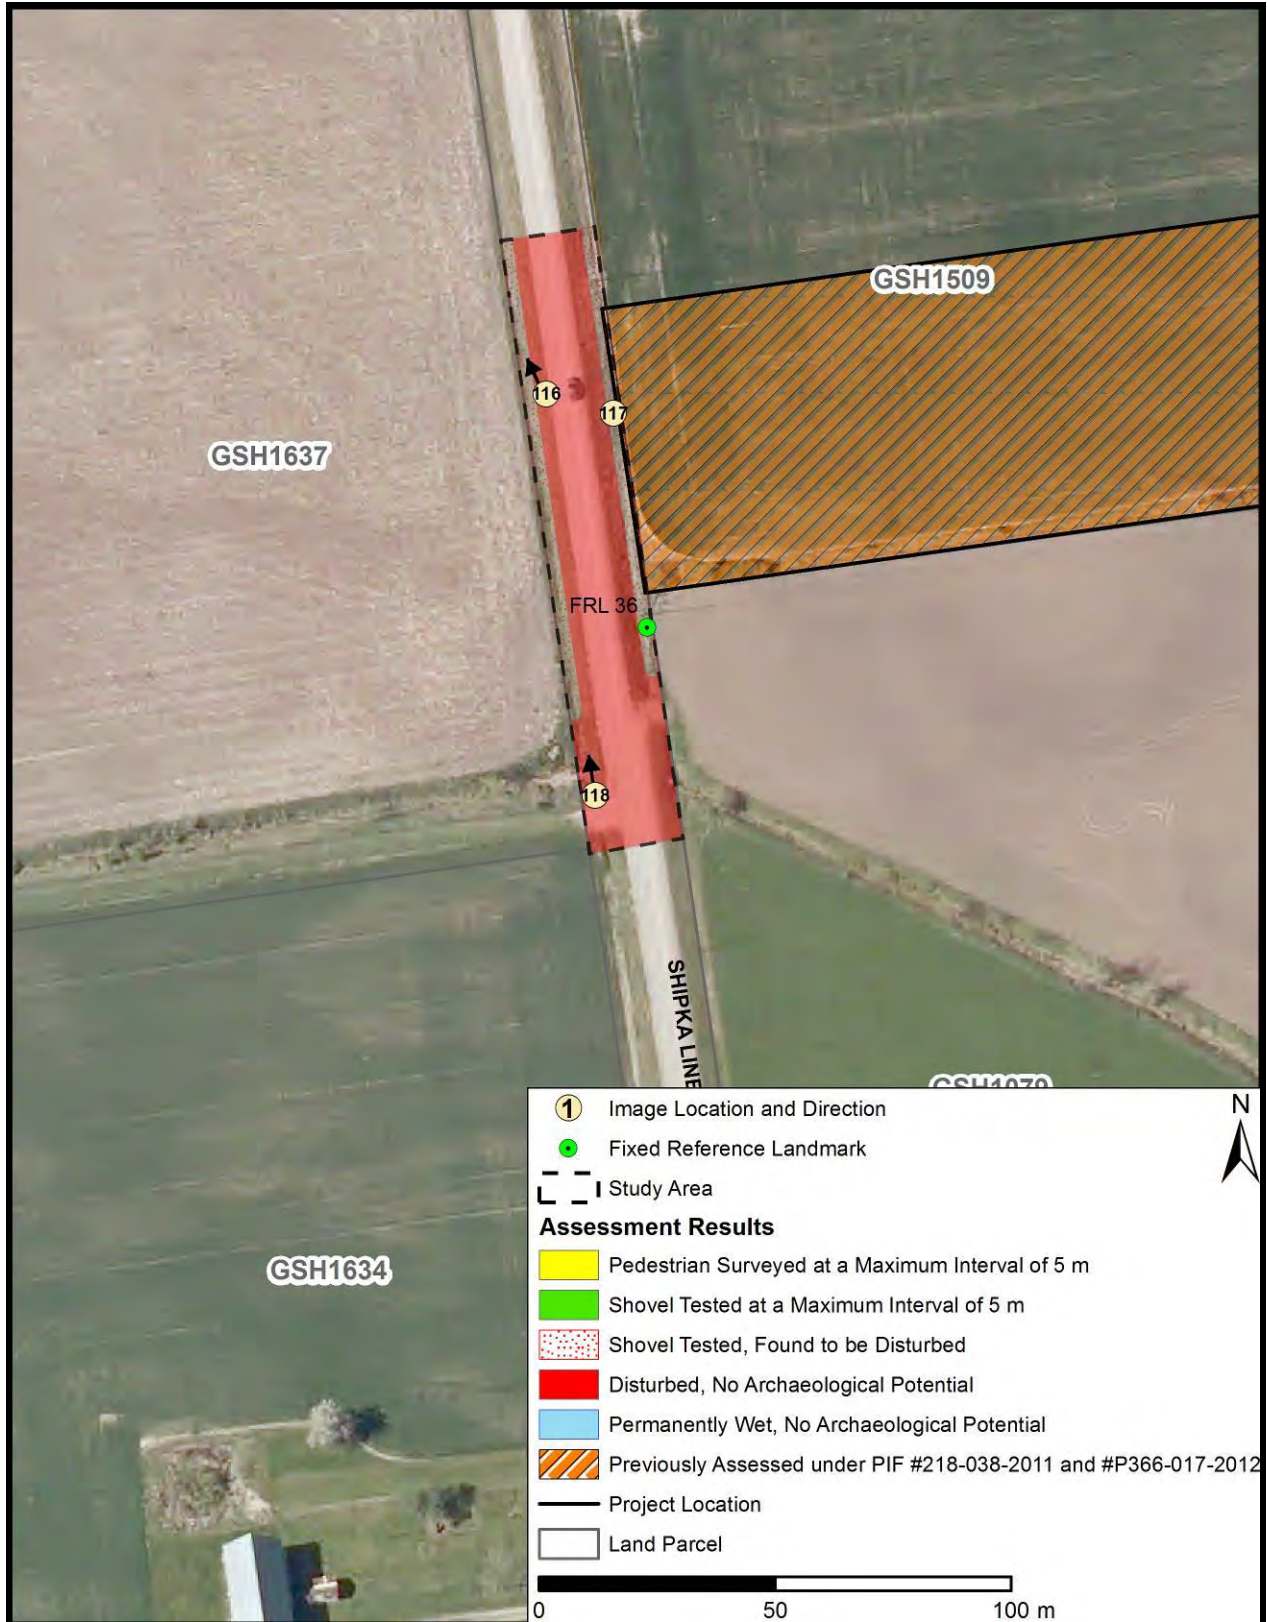 GSH1509
116
117
GSH1637
FRL 36
118
SHIPKA LINE
GSH1079
1 Image Location and Direction
N
Fixed Reference Landmark
Study Area
Assessment Results
Pedestrian Surveyed at a Maximum Interval of 5 m
Shovel Tested at a Maximum Interval of 5 m
GSH1634
Shovel Tested, Found to be Disturbed
Disturbed, No Archaeological Potential
Permanently Wet, No Archaeological Potential
Previously Assessed under PIF #218-038-2011 and #P366-017-2012
Project Location
Land Parcel
0 50 100 m